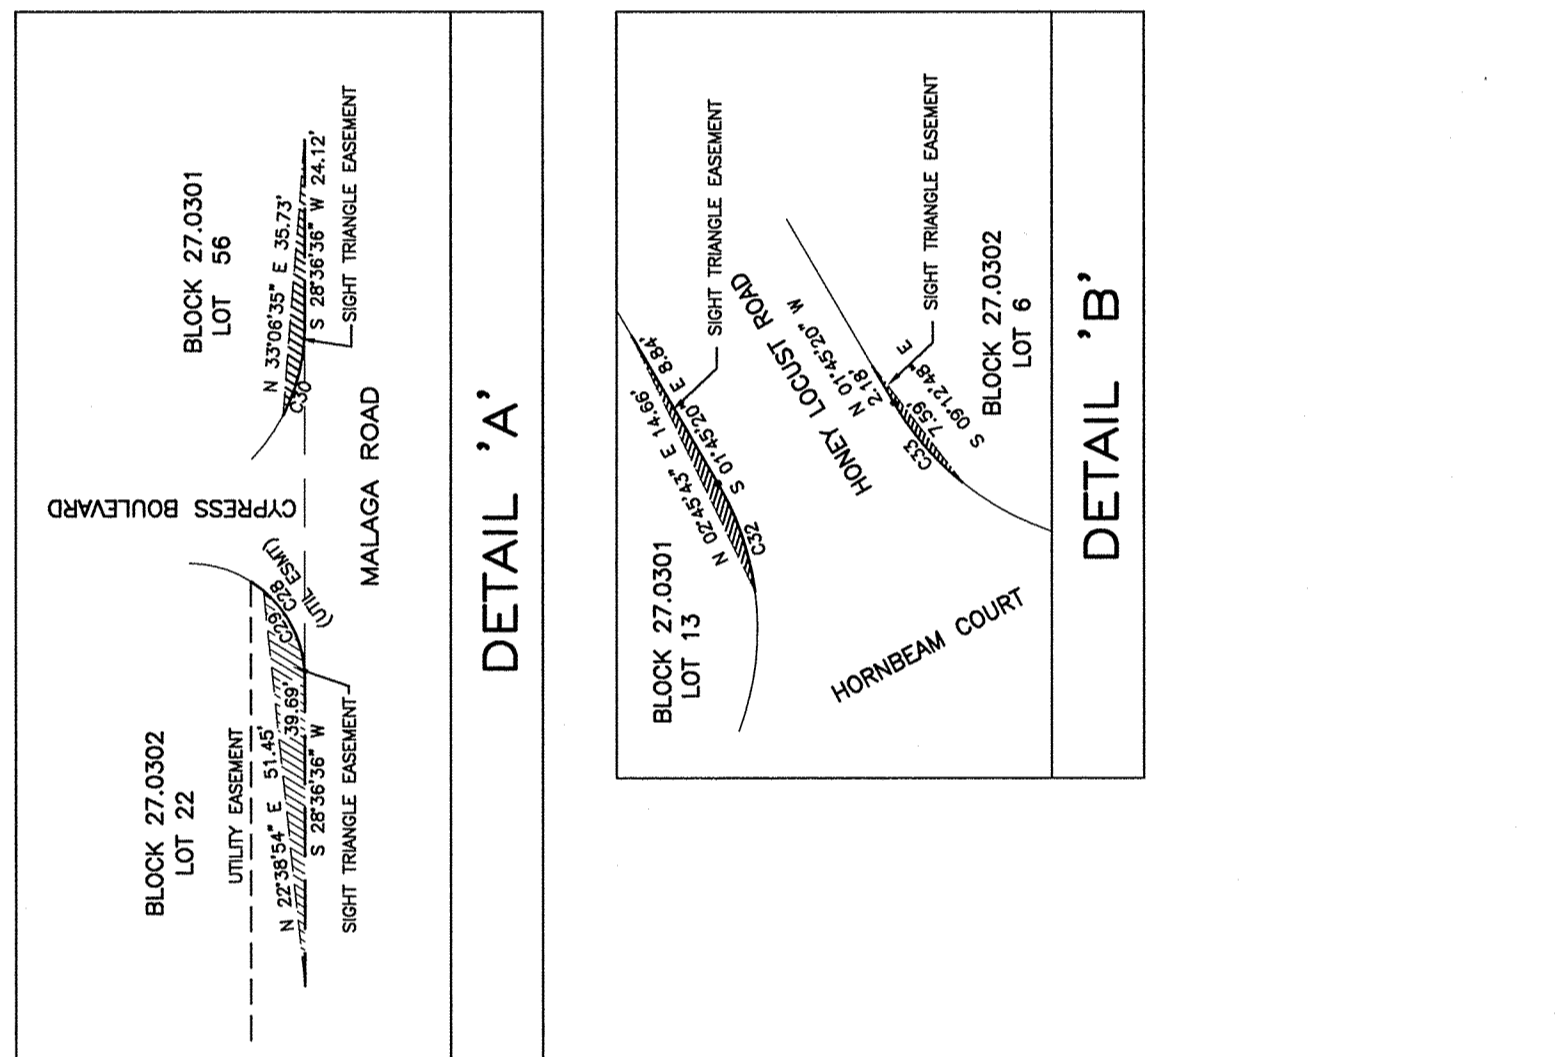 BLOCK 27.0301
LOT 56
N 33°06'35" E 35.73'
C30
S 28°36'36" W 24.12'
SIGHT TRIANGLE EASEMENT
CYPRESS BOULEVARD
MALAGA ROAD
C28
(UTIL ESMT)
C29
BLOCK 27.0302
LOT 22
UTILITY EASEMENT
N 22°38'54" E 51.45'
39.69'
S 28°36'36" W
SIGHT TRIANGLE EASEMENT
DETAIL 'A'
BLOCK 27.0301
LOT 13
N 02°45'43" E 14.66'
S 01°45'20" E 8.84'
C32
SIGHT TRIANGLE EASEMENT
HONEY LOCUST ROAD
N 01°45'20" W
2.18'
C33
7.59'
S 09°12'48" E
SIGHT TRIANGLE EASEMENT
BLOCK 27.0302
LOT 6
HORNBEAM COURT
DETAIL 'B'